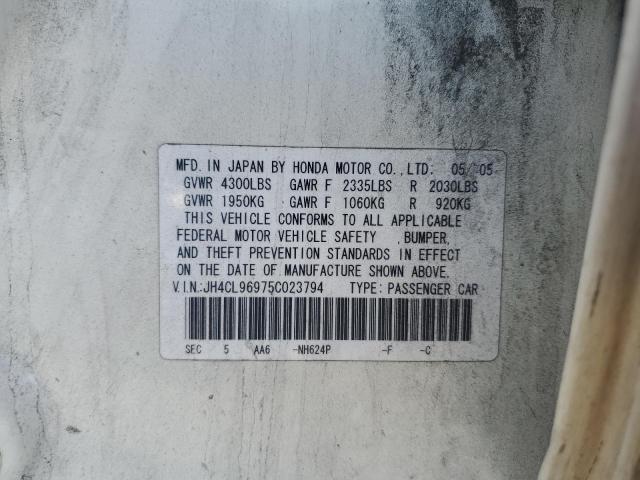 MFD. IN JAPAN BY HONDA MOTOR CO., LTD. 05/05
GVWR 4300LBS GAWR F 2335LBS R 2030LBS
GVWR 1950KG GAWR F 1060KG R 920KG
THIS VEHICLE CONFORMS TO ALL APPLICABLE
FEDERAL MOTOR VEHICLE SAFETY , BUMPER,
AND THEFT PREVENTION STANDARDS IN EFFECT
ON THE DATE OF MANUFACTURE SHOWN ABOVE.
V.I.N.:JH4CL96975C023794 TYPE: PASSENGER CAR
SEC 5 AA6 -NH624P -F -C